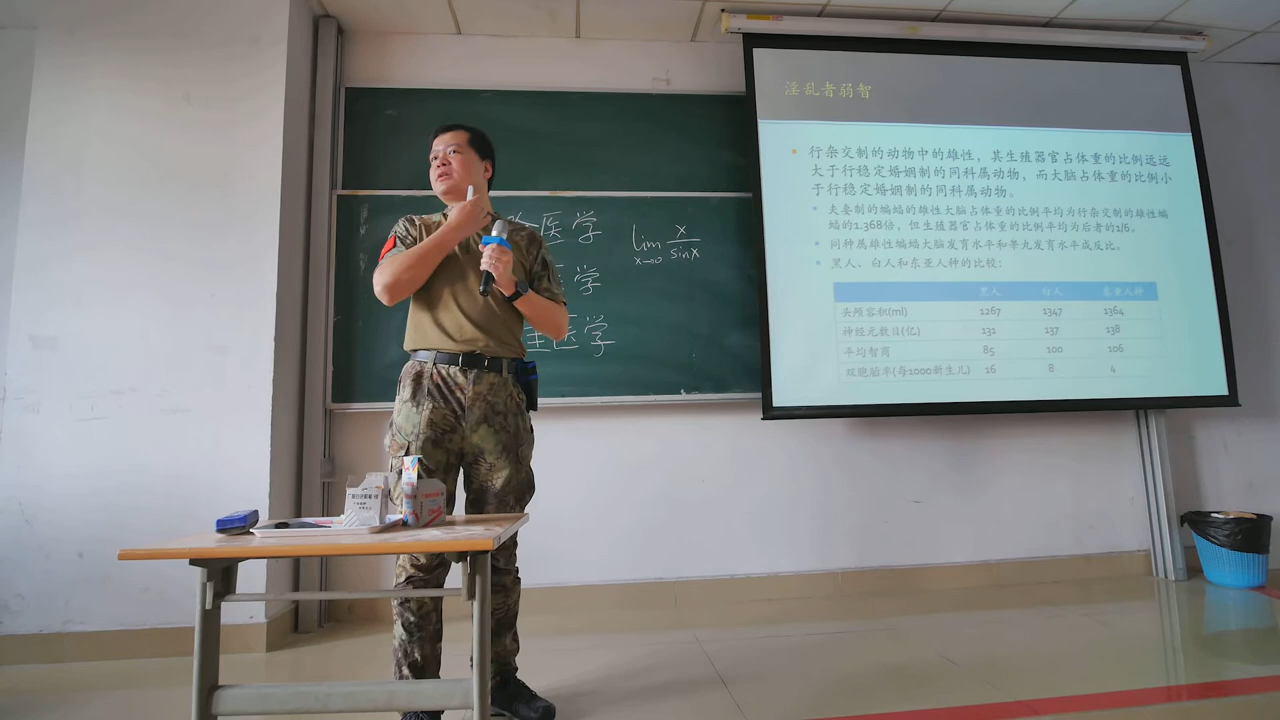 淫乱者弱智
行杂交制的动物中的雄性，其生殖器官占体重的比例远远
大于行稳定婚姻制的同科属动物，而大脑占体重的比例小
于行稳定婚姻制的同科属动物。
夫妻制的蝙蝠的雄性大脑占体重的比例平均为行杂交制的雄性蝙
蝠的1.368倍，但生殖器官占体重的比例平均为后者的1/6。
同种属雄性蝙蝠大脑发育水平和睾丸发育水平成反比。
黑人、白人和东亚人种的比较：
黑人 白人 东亚人种
头颅容积(ml) 1267 1347 1364
神经元数目(亿) 131 137 138
平均智商 85 100 106
双胞胎率(每1000新生儿) 16 8 4
医学
lim x/sinx
x→0
学
医学